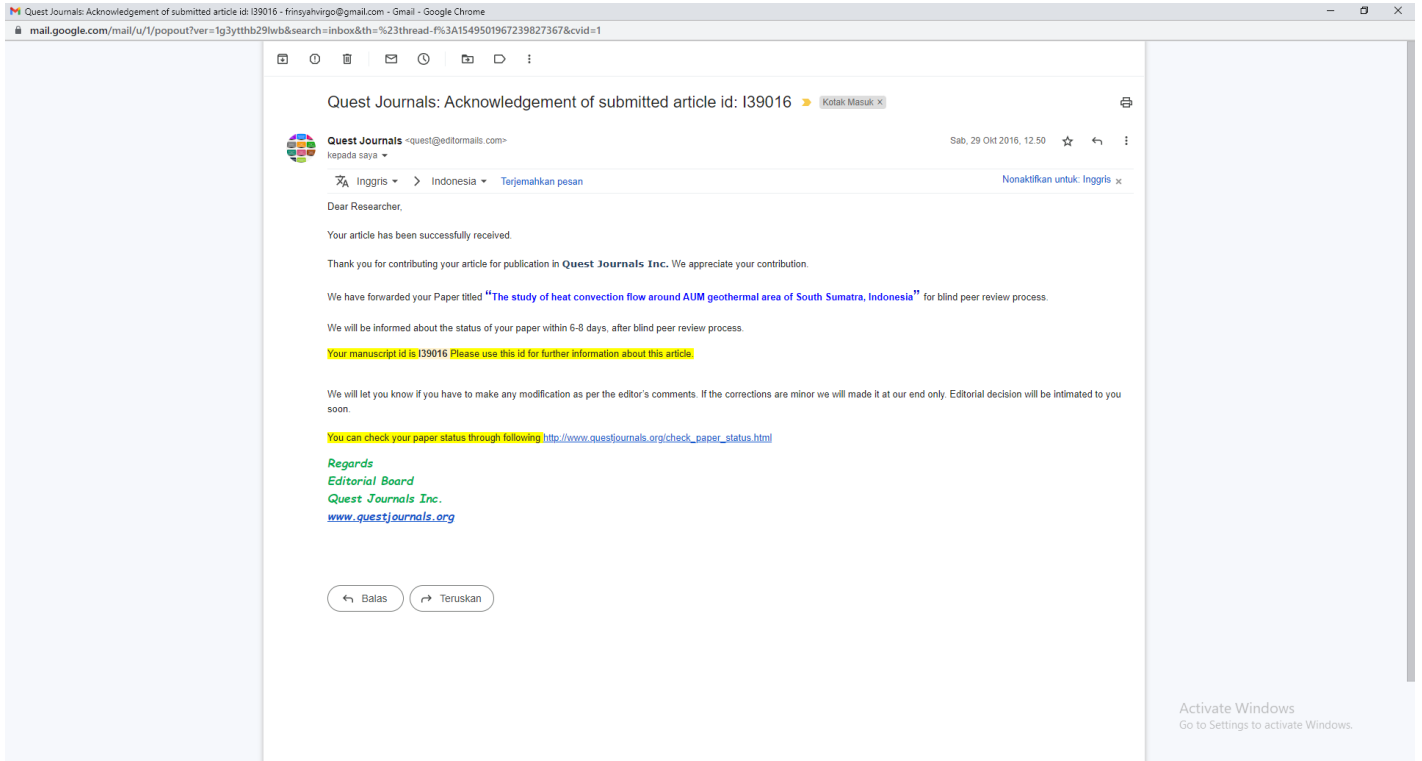 Quest Journals: Acknowledgement of submitted article id: I39016 - frinsyahvirgo@gmail.com - Gmail - Google Chrome
mail.google.com/mail/u/1/popout?ver=1g3ytthb29lwb&search=inbox&th=%23thread-f%3A1549501967239827367&cvid=1
Quest Journals: Acknowledgement of submitted article id: I39016 Kotak Masuk ×
Quest Journals <quest@editormails.com> Sab, 29 Okt 2016, 12.50
kepada saya
Inggris Indonesia Terjemahkan pesan Nonaktifkan untuk: Inggris x
Dear Researcher,
Your article has been successfully received.
Thank you for contributing your article for publication in Quest Journals Inc. We appreciate your contribution.
We have forwarded your Paper titled “The study of heat convection flow around AUM geothermal area of South Sumatra, Indonesia” for blind peer review process.
We will be informed about the status of your paper within 6-8 days, after blind peer review process.
Your manuscript id is I39016 Please use this id for further information about this article.
We will let you know if you have to make any modification as per the editor's comments. If the corrections are minor we will made it at our end only. Editorial decision will be intimated to you
soon.
You can check your paper status through following http://www.questjournals.org/check_paper_status.html
Regards
Editorial Board
Quest Journals Inc.
www.questjournals.org
Balas Teruskan
Activate Windows
Go to Settings to activate Windows.